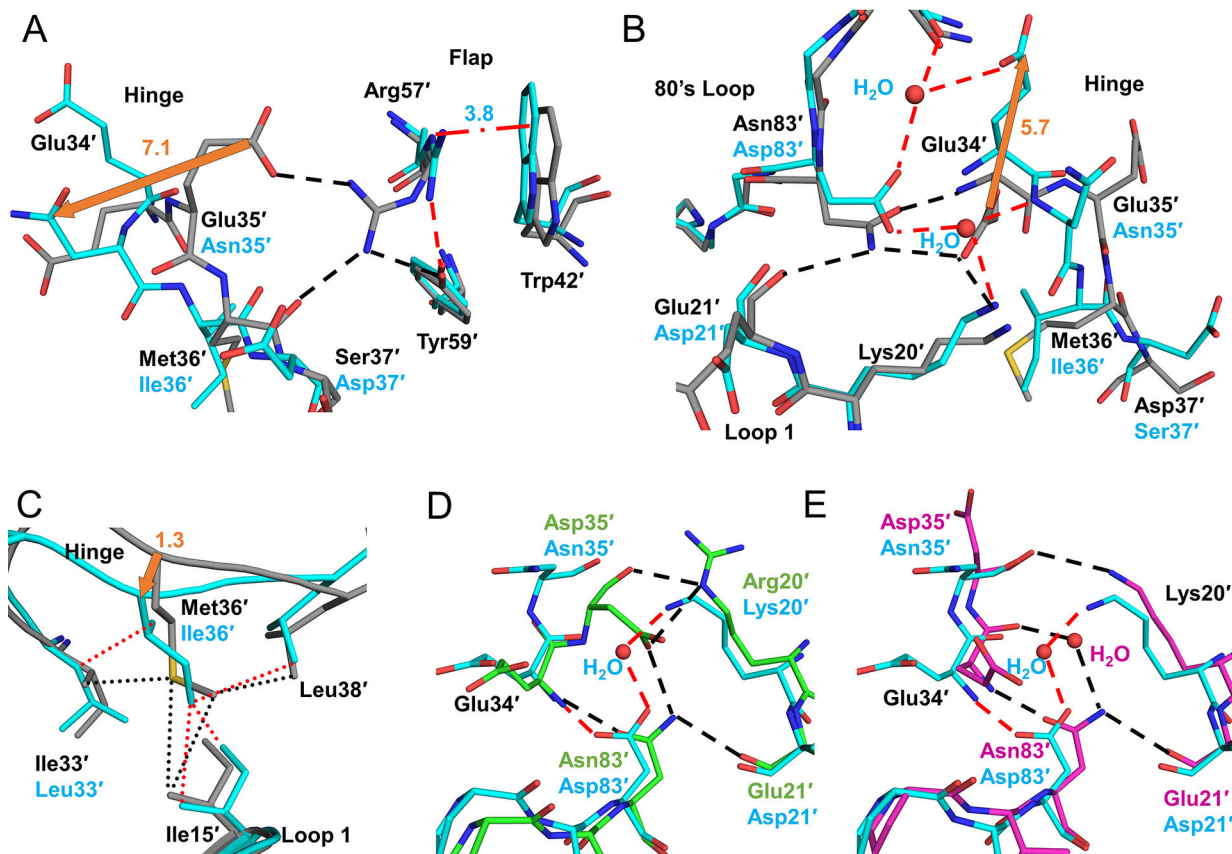 A
Flap
Hinge
Arg57′
3.8
Glu34′
7.1
Glu35′
Asn35′
Trp42′
Tyr59′
Met36′
Ile36′
Ser37′
Asp37′
B
H₂O
80's Loop
Hinge
Asn83′
Asp83′
Glu34′
5.7
Glu35′
Asn35′
H₂O
Glu21′
Asp21′
Lys20′
Met36′
Ile36′
Loop 1
Asp37′
Ser37′
C
1.3
Hinge
Met36′
Ile36′
Leu38′
Ile33′
Leu33′
Ile15′
Loop 1
D
Asp35′
Asn35′
Arg20′
Lys20′
H₂O
Glu34′
Asn83′
Asp83′
Glu21′
Asp21′
E
Asp35′
Asn35′
Lys20′
H₂O
H₂O
Glu34′
Asn83′
Asp83′
Glu21′
Asp21′